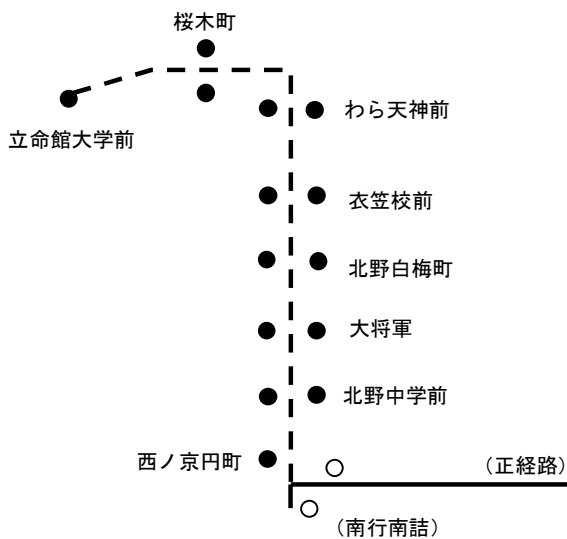 桜木町
立命館大学前
わら天神前
衣笠校前
北野白梅町
大将軍
北野中学前
西ノ京円町
(正経路)
(南行南詰)